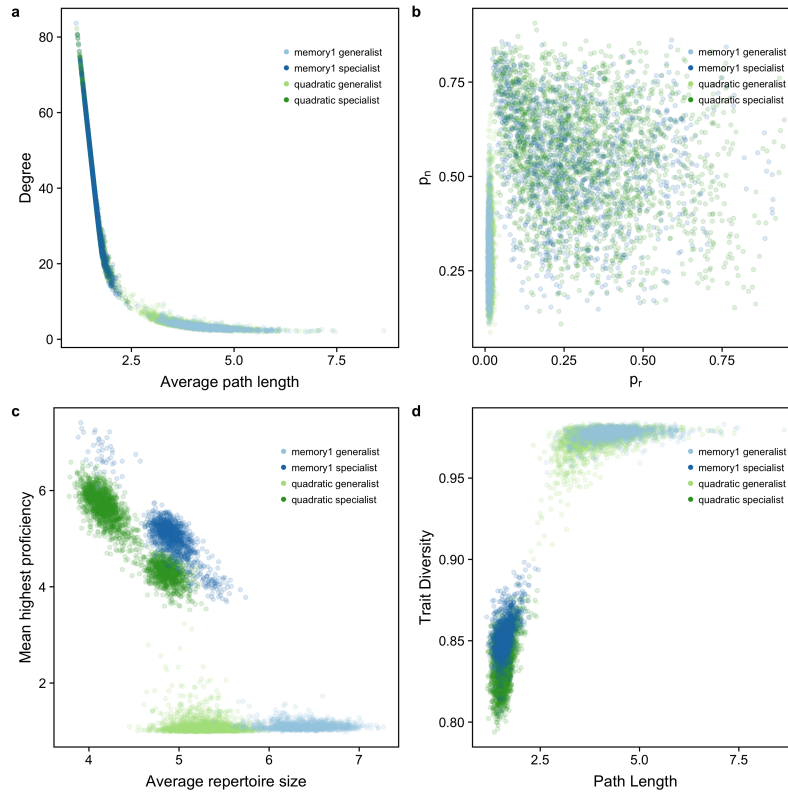 a
80
60
40
20
0
Degree
2.5
5.0
7.5
Average path length
memory1 generalist
memory1 specialist
quadratic generalist
quadratic specialist
b
0.75
0.50
0.25
pn
0.00
0.25
0.50
0.75
pr
memory1 generalist
memory1 specialist
quadratic generalist
quadratic specialist
c
6
4
2
Mean highest proficiency
4
5
6
7
Average repertoire size
memory1 generalist
memory1 specialist
quadratic generalist
quadratic specialist
d
0.95
0.90
0.85
0.80
Trait Diversity
2.5
5.0
7.5
Path Length
memory1 generalist
memory1 specialist
quadratic generalist
quadratic specialist